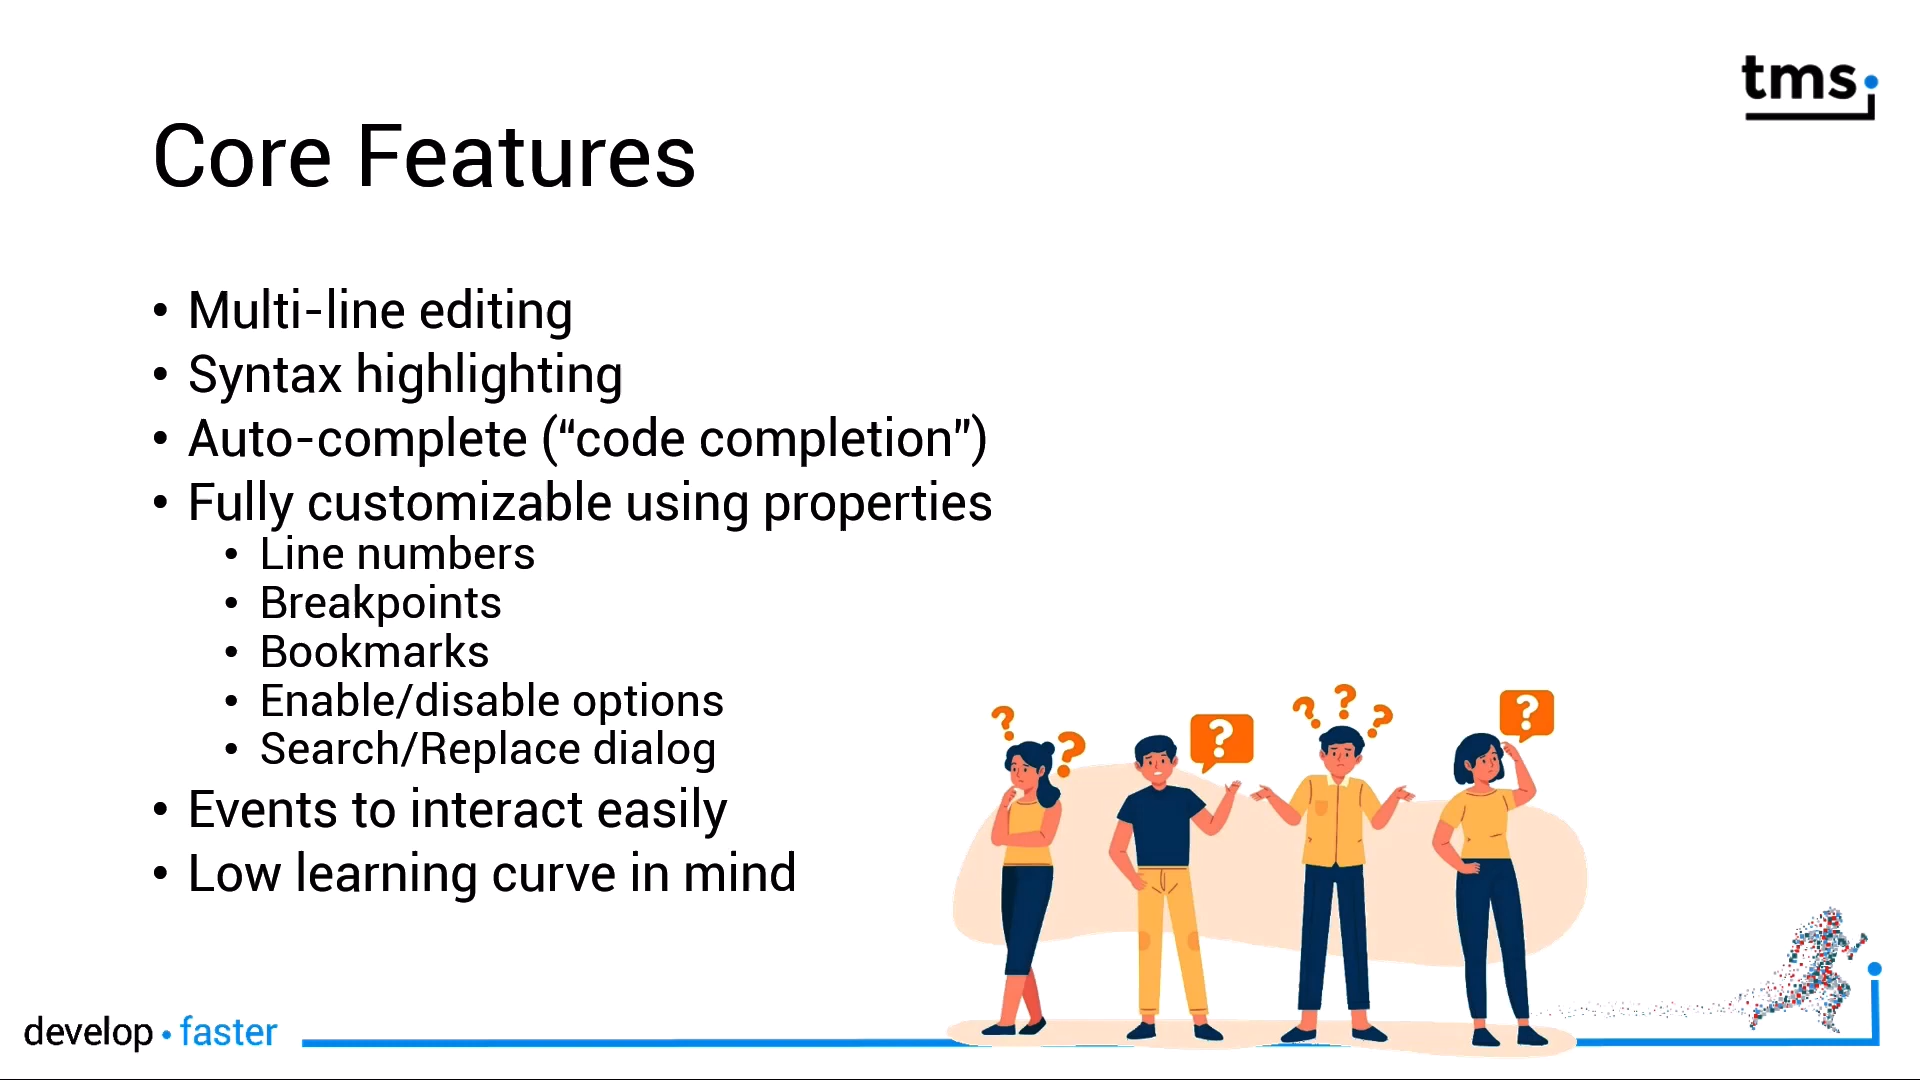 tms
Core Features
• Multi-line editing
• Syntax highlighting
• Auto-complete (“code completion”)
• Fully customizable using properties
• Line numbers
• Breakpoints
• Bookmarks
• Enable/disable options
• Search/Replace dialog
• Events to interact easily
• Low learning curve in mind
? ? ? ? ? ? ?
develop • faster